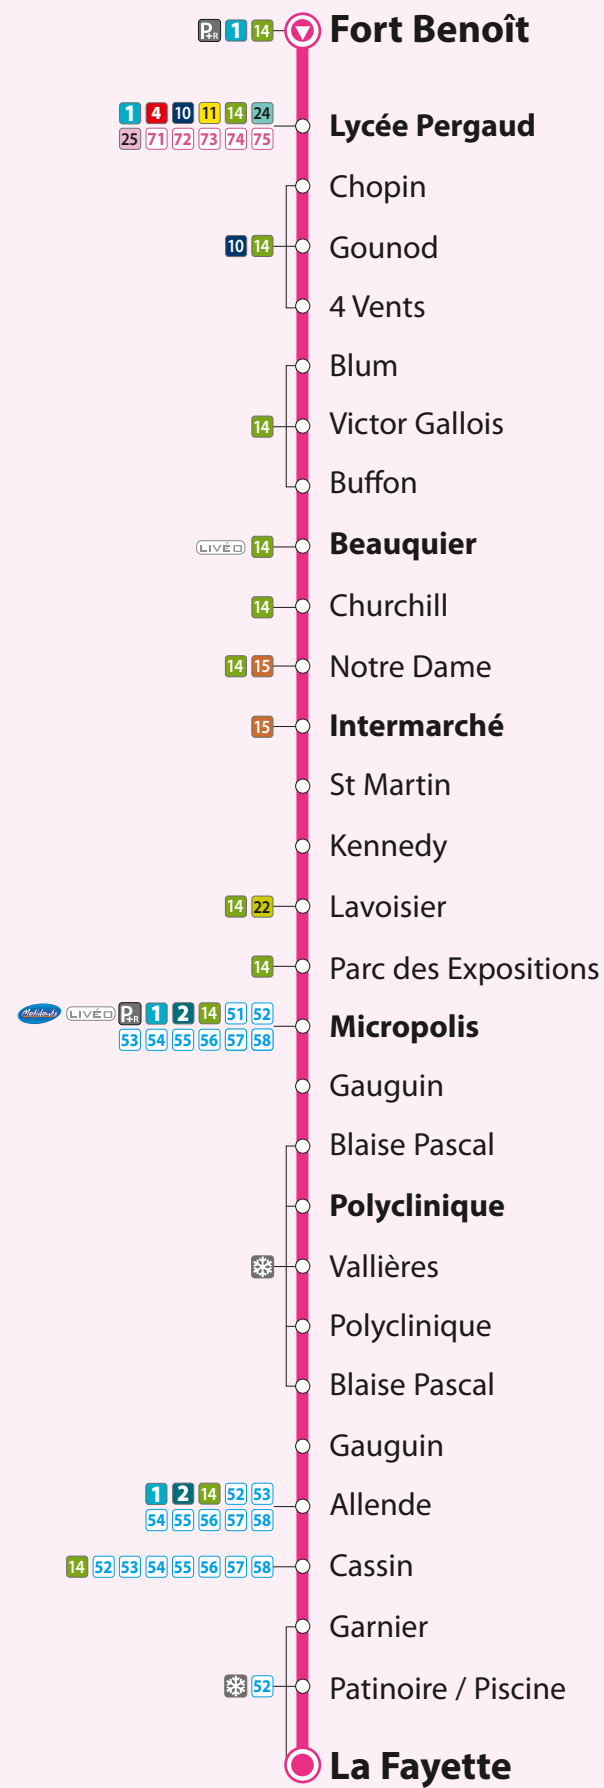 P+R 1 14 Fort Benoît
1 4 10 11 14 24
25 71 72 73 74 75
Lycée Pergaud
Chopin
10 14 Gounod
4 Vents
Blum
14 Victor Gallois
Buffon
LIVÉO 14 Beauquier
14 Churchill
14 15 Notre Dame
15 Intermarché
St Martin
Kennedy
14 22 Lavoisier
14 Parc des Expositions
LIVÉO P+R 1 2 14 51 52
53 54 55 56 57 58
Micropolis
Gauguin
Blaise Pascal
Polyclinique
Vallières
Polyclinique
Blaise Pascal
Gauguin
1 2 14 52 53
54 55 56 57 58
Allende
14 52 53 54 55 56 57 58 Cassin
Garnier
52 Patinoire / Piscine
La Fayette